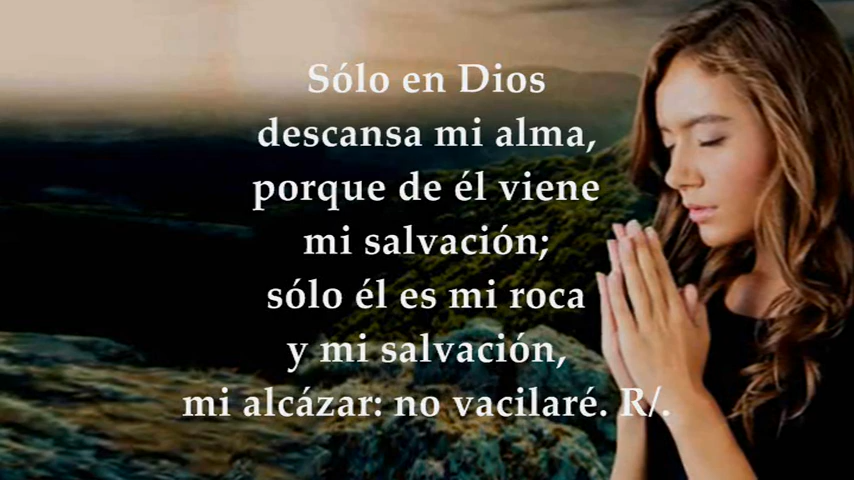 Sólo en Dios
descansa mi alma,
porque de él viene
mi salvación;
sólo él es mi roca
y mi salvación,
mi alcázar: no vacilaré. R/.